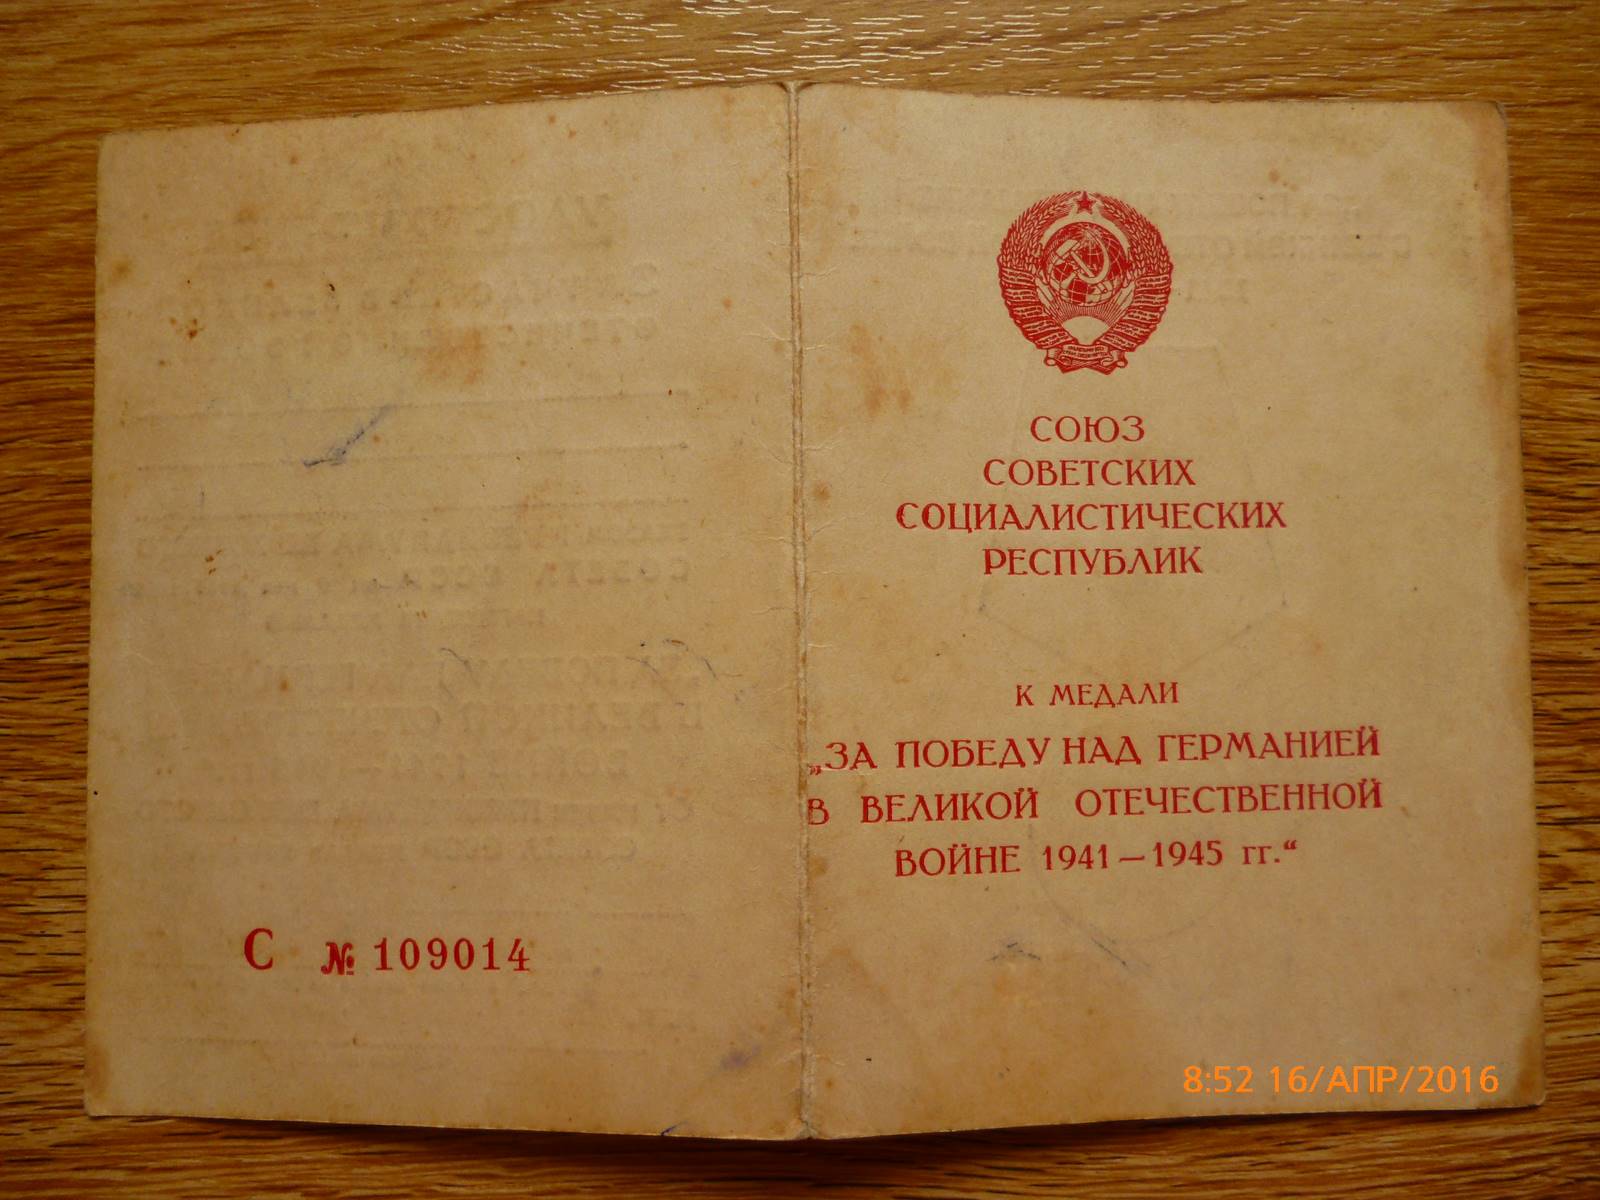 СОЮЗ
СОВЕТСКИХ
СОЦИАЛИСТИЧЕСКИХ
РЕСПУБЛИК
К МЕДАЛИ
„ЗА ПОБЕДУ НАД ГЕРМАНИЕЙ
В ВЕЛИКОЙ ОТЕЧЕСТВЕННОЙ
ВОЙНЕ 1941—1945 гг.“
С № 109014
8:52 16/АПР/2016